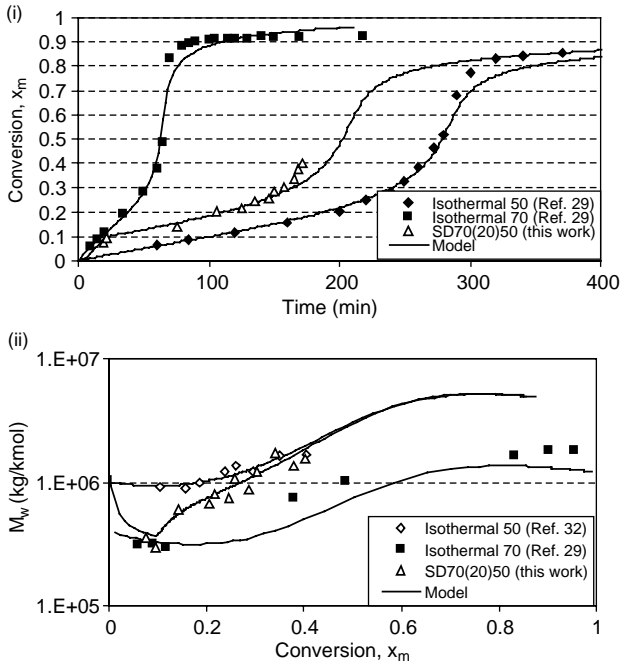 (i)
Conversion, xm
1
0.9
0.8
0.7
0.6
0.5
0.4
0.3
0.2
0.1
0
0
100
200
300
400
Time (min)
Isothermal 50 (Ref. 29)
Isothermal 70 (Ref. 29)
SD70(20)50 (this work)
Model
(ii)
Mw (kg/kmol)
1.E+07
1.E+06
1.E+05
0
0.2
0.4
0.6
0.8
1
Conversion, xm
Isothermal 50 (Ref. 32)
Isothermal 70 (Ref. 29)
SD70(20)50 (this work)
Model